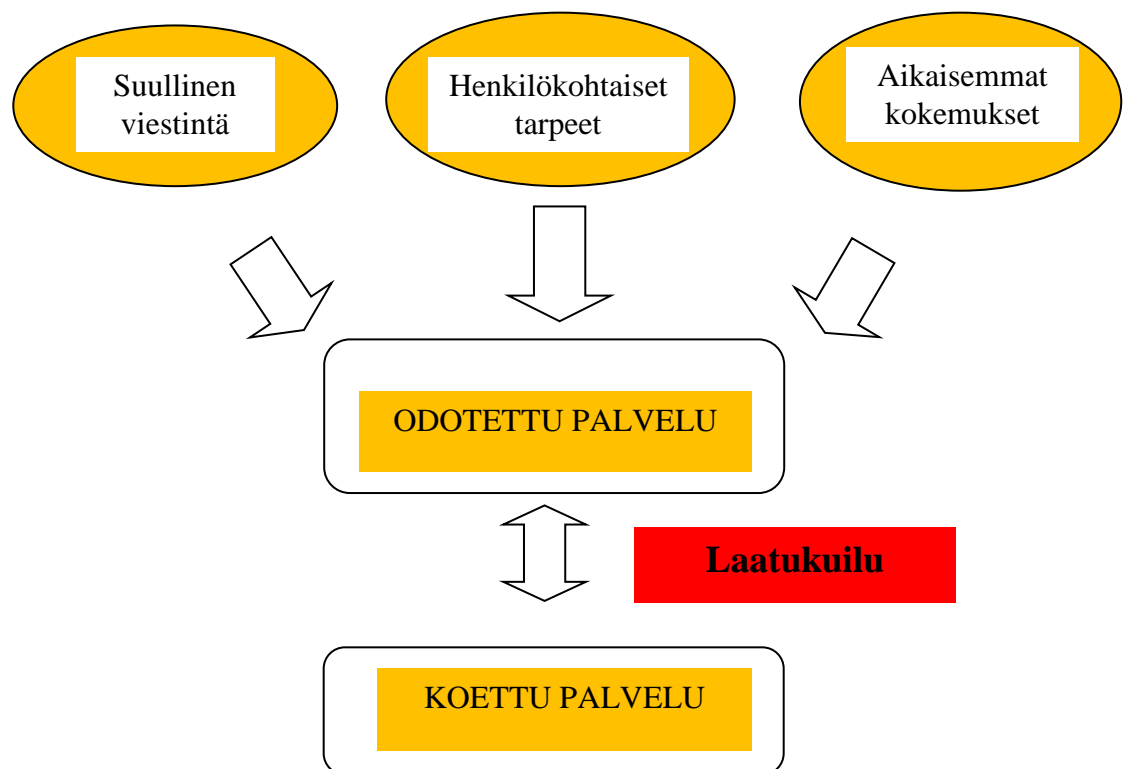 Suullinen
viestintä
Henkilökohtaiset
tarpeet
Aikaisemmat
kokemukset
ODOTETTU PALVELU
Laatukuilu
KOETTU PALVELU